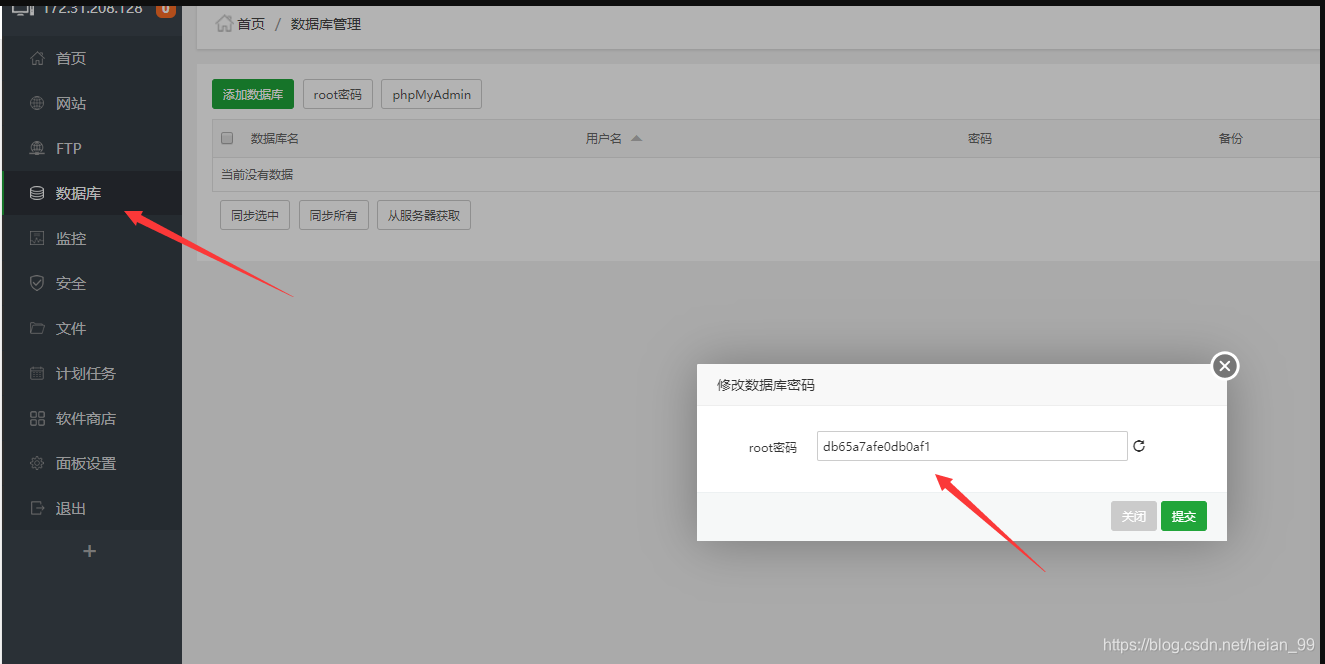 172.31.208.128 0
首页
网站
FTP
数据库
监控
安全
文件
计划任务
软件商店
面板设置
退出
+
首页 / 数据库管理
添加数据库 root密码 phpMyAdmin
数据库名 用户名 密码 备份
当前没有数据
同步选中 同步所有 从服务器获取
修改数据库密码
root密码 db65a7afe0db0af1
关闭 提交
https://blog.csdn.net/heian_99